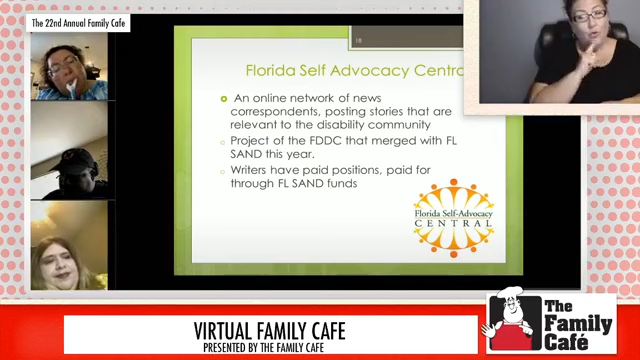 The 22nd Annual Family Cafe
18
Florida Self Advocacy Centra
An online network of news
correspondents, posting stories that are
relevant to the disability community
Project of the FDDC that merged with FL
SAND this year.
Writers have paid positions, paid for
through FL SAND funds
Florida Self-Advocacy
CENTRAL
VIRTUAL FAMILY CAFE
PRESENTED BY THE FAMILY CAFE
The
Family
Café